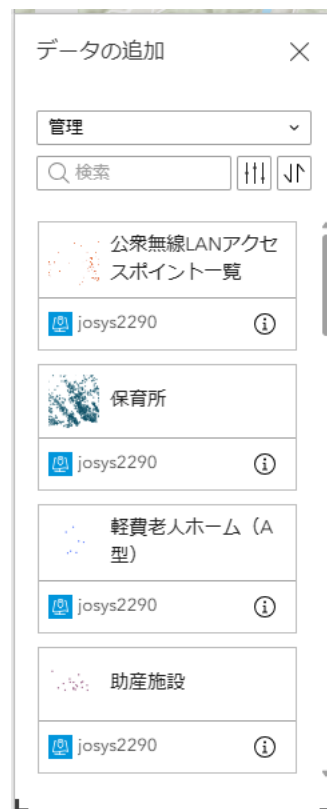 データの追加
管理
検索
公衆無線LANアクセ
スポイント一覧
josys2290
保育所
josys2290
軽費老人ホーム（A
型）
josys2290
助産施設
josys2290